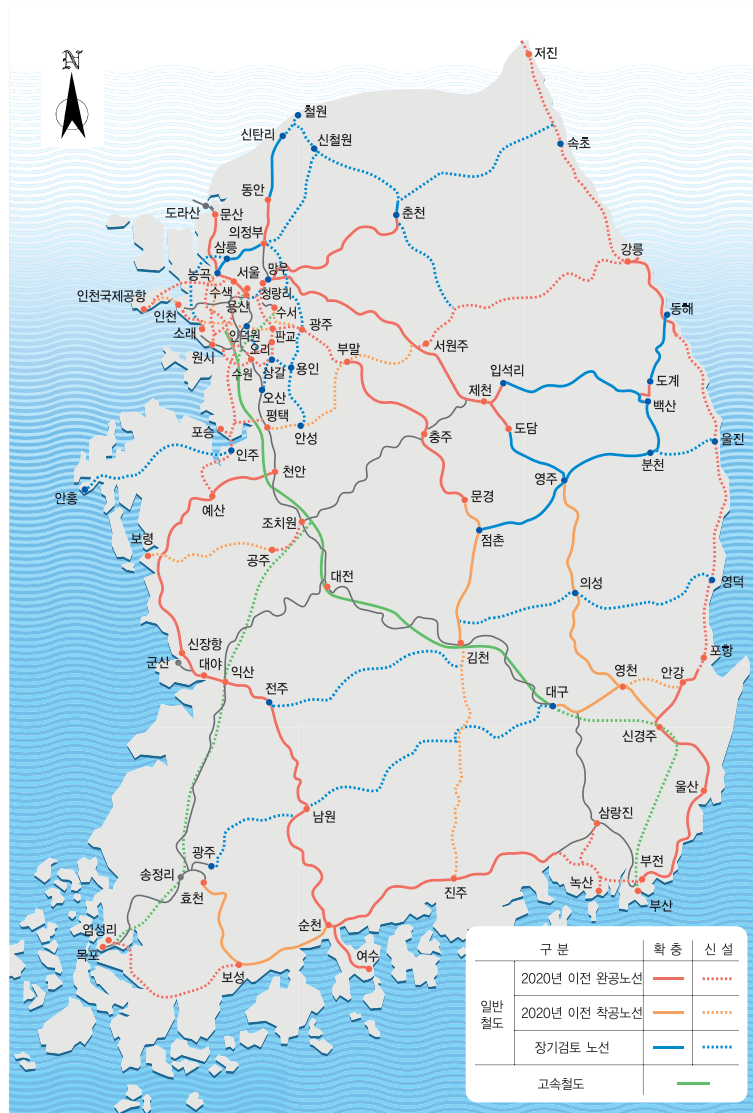 N
저진
철원
신탄리
신철원
속초
동안
도라산
문산
춘천
의정부
삼릉
강릉
능곡
서울
망우
인천국제공항
수색
청량리
용산
수서
인천
광주
동해
소래
인덕원
판교
부말
서원주
원시
오리
수원
상갈
용인
입석리
도계
오산
제천
백산
평택
포승
안성
충주
도담
울진
인주
분천
천안
영주
안홍
예산
문경
조치원
보령
점촌
공주
대전
의성
영덕
신장항
김천
포항
군산
대야
익산
영천
안강
전주
대구
신경주
울산
남원
삼랑진
광주
송정리
부전
효천
진주
녹산
부산
임성리
순천
목포
여수
보성
구 분 확 충 신 설
2020년 이전 완공노선
일반
철도
2020년 이전 착공노선
장기검토 노선
고속철도